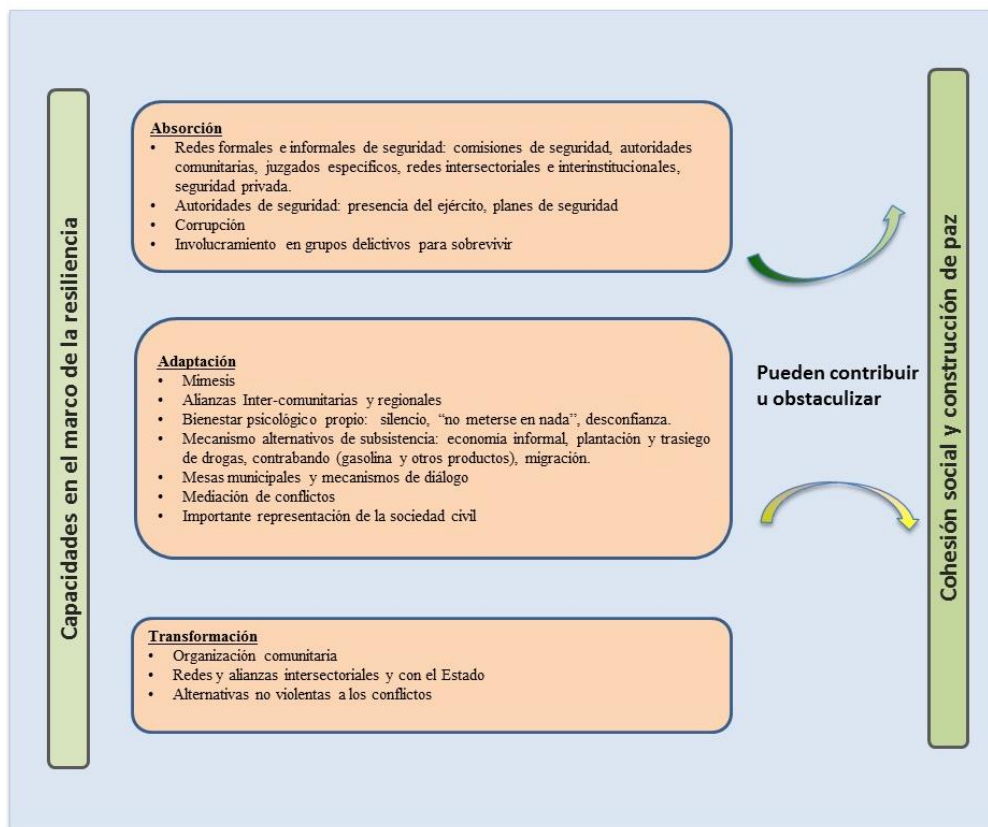 Capacidades en el marco de la resiliencia
Absorción
• Redes formales e informales de seguridad: comisiones de seguridad, autoridades
comunitarias, juzgados específicos, redes intersectoriales e interinstitucionales,
seguridad privada.
• Autoridades de seguridad: presencia del ejército, planes de seguridad
• Corrupción
• Involucramiento en grupos delictivos para sobrevivir
Adaptación
• Mimesis
• Alianzas Inter-comunitarias y regionales
• Bienestar psicológico propio: silencio, “no meterse en nada”, desconfianza.
• Mecanismo alternativos de subsistencia: economía informal, plantación y trasiego
de drogas, contrabando (gasolina y otros productos), migración.
• Mesas municipales y mecanismos de diálogo
• Mediación de conflictos
• Importante representación de la sociedad civil
Transformación
• Organización comunitaria
• Redes y alianzas intersectoriales y con el Estado
• Alternativas no violentas a los conflictos
Pueden contribuir
u obstaculizar
Cohesión social y construcción de paz